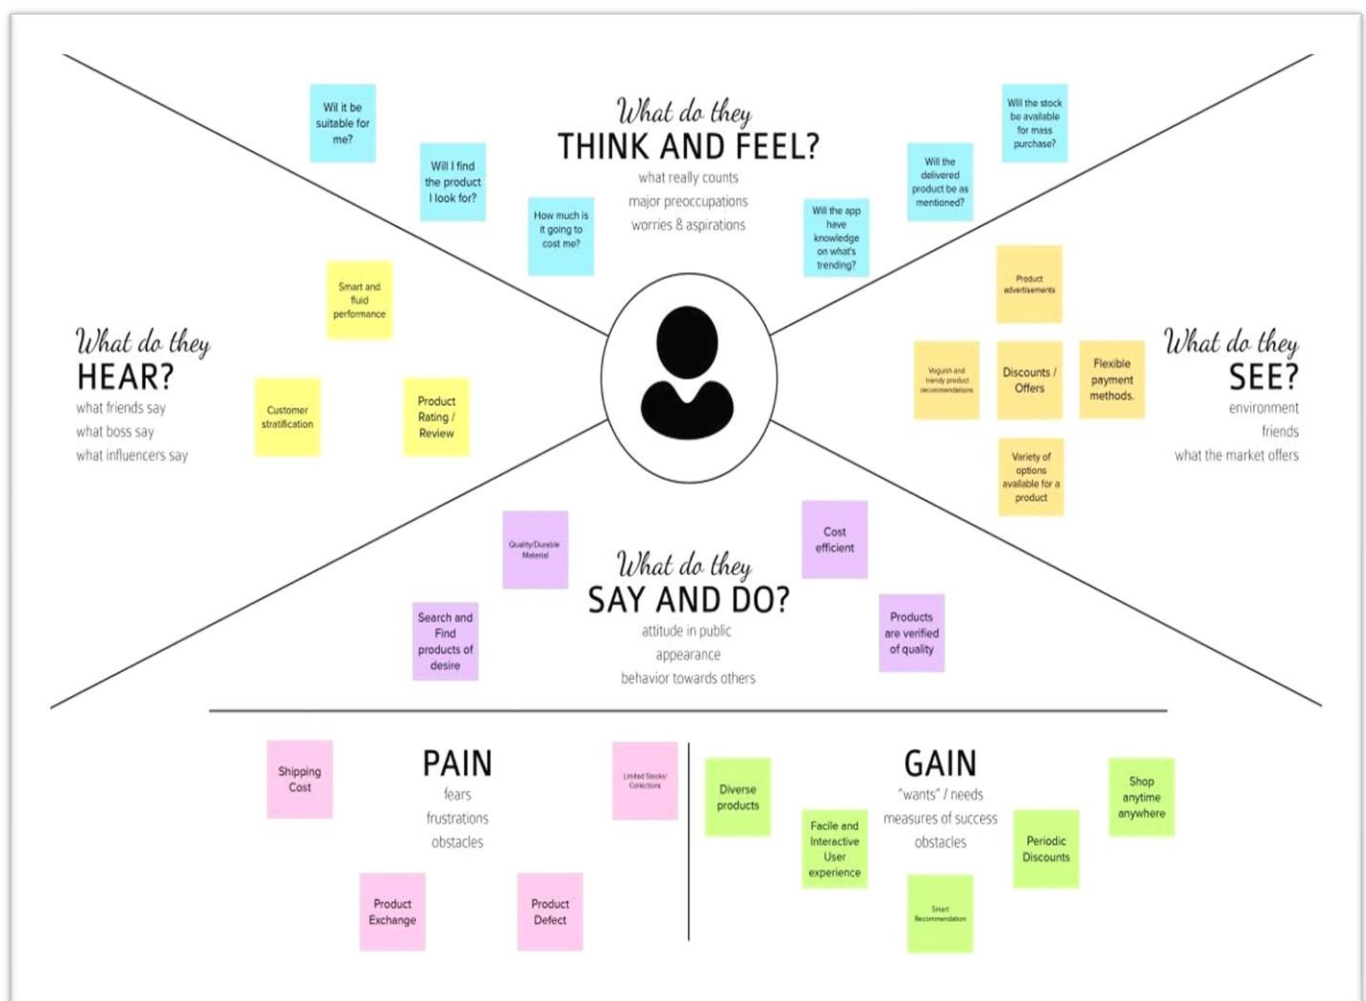 What do they
THINK AND FEEL?
what really counts
major preoccupations
worries & aspirations
Wil it be
suitable for
me?
Will I find
the product
I look for?
How much is
it going to
cost me?
Will the app
have
knowledge
on what's
trending?
Will the
delivered
product be as
mentioned?
Will the stock
be available
for mass
purchase?
What do they
HEAR?
what friends say
what boss say
what influencers say
Smart and
fluid
performance
Customer
stratification
Product
Rating /
Review
What do they
SEE?
environment
friends
what the market offers
Product
advertisements
Voguish and
trendy product
recommendations
Discounts /
Offers
Flexible
payment
methods.
Variety of
options
available for a
product
What do they
SAY AND DO?
attitude in public
appearance
behavior towards others
Quality/Durable
Material
Search and
Find
products of
desire
Cost
efficient
Products
are verified
of quality
PAIN
fears
frustrations
obstacles
Shipping
Cost
Limited Stocks/
Collections
Product
Exchange
Product
Defect
GAIN
"wants" / needs
measures of success
obstacles
Diverse
products
Facile and
Interactive
User
experience
Smart
Recommendation
Periodic
Discounts
Shop
anytime
anywhere